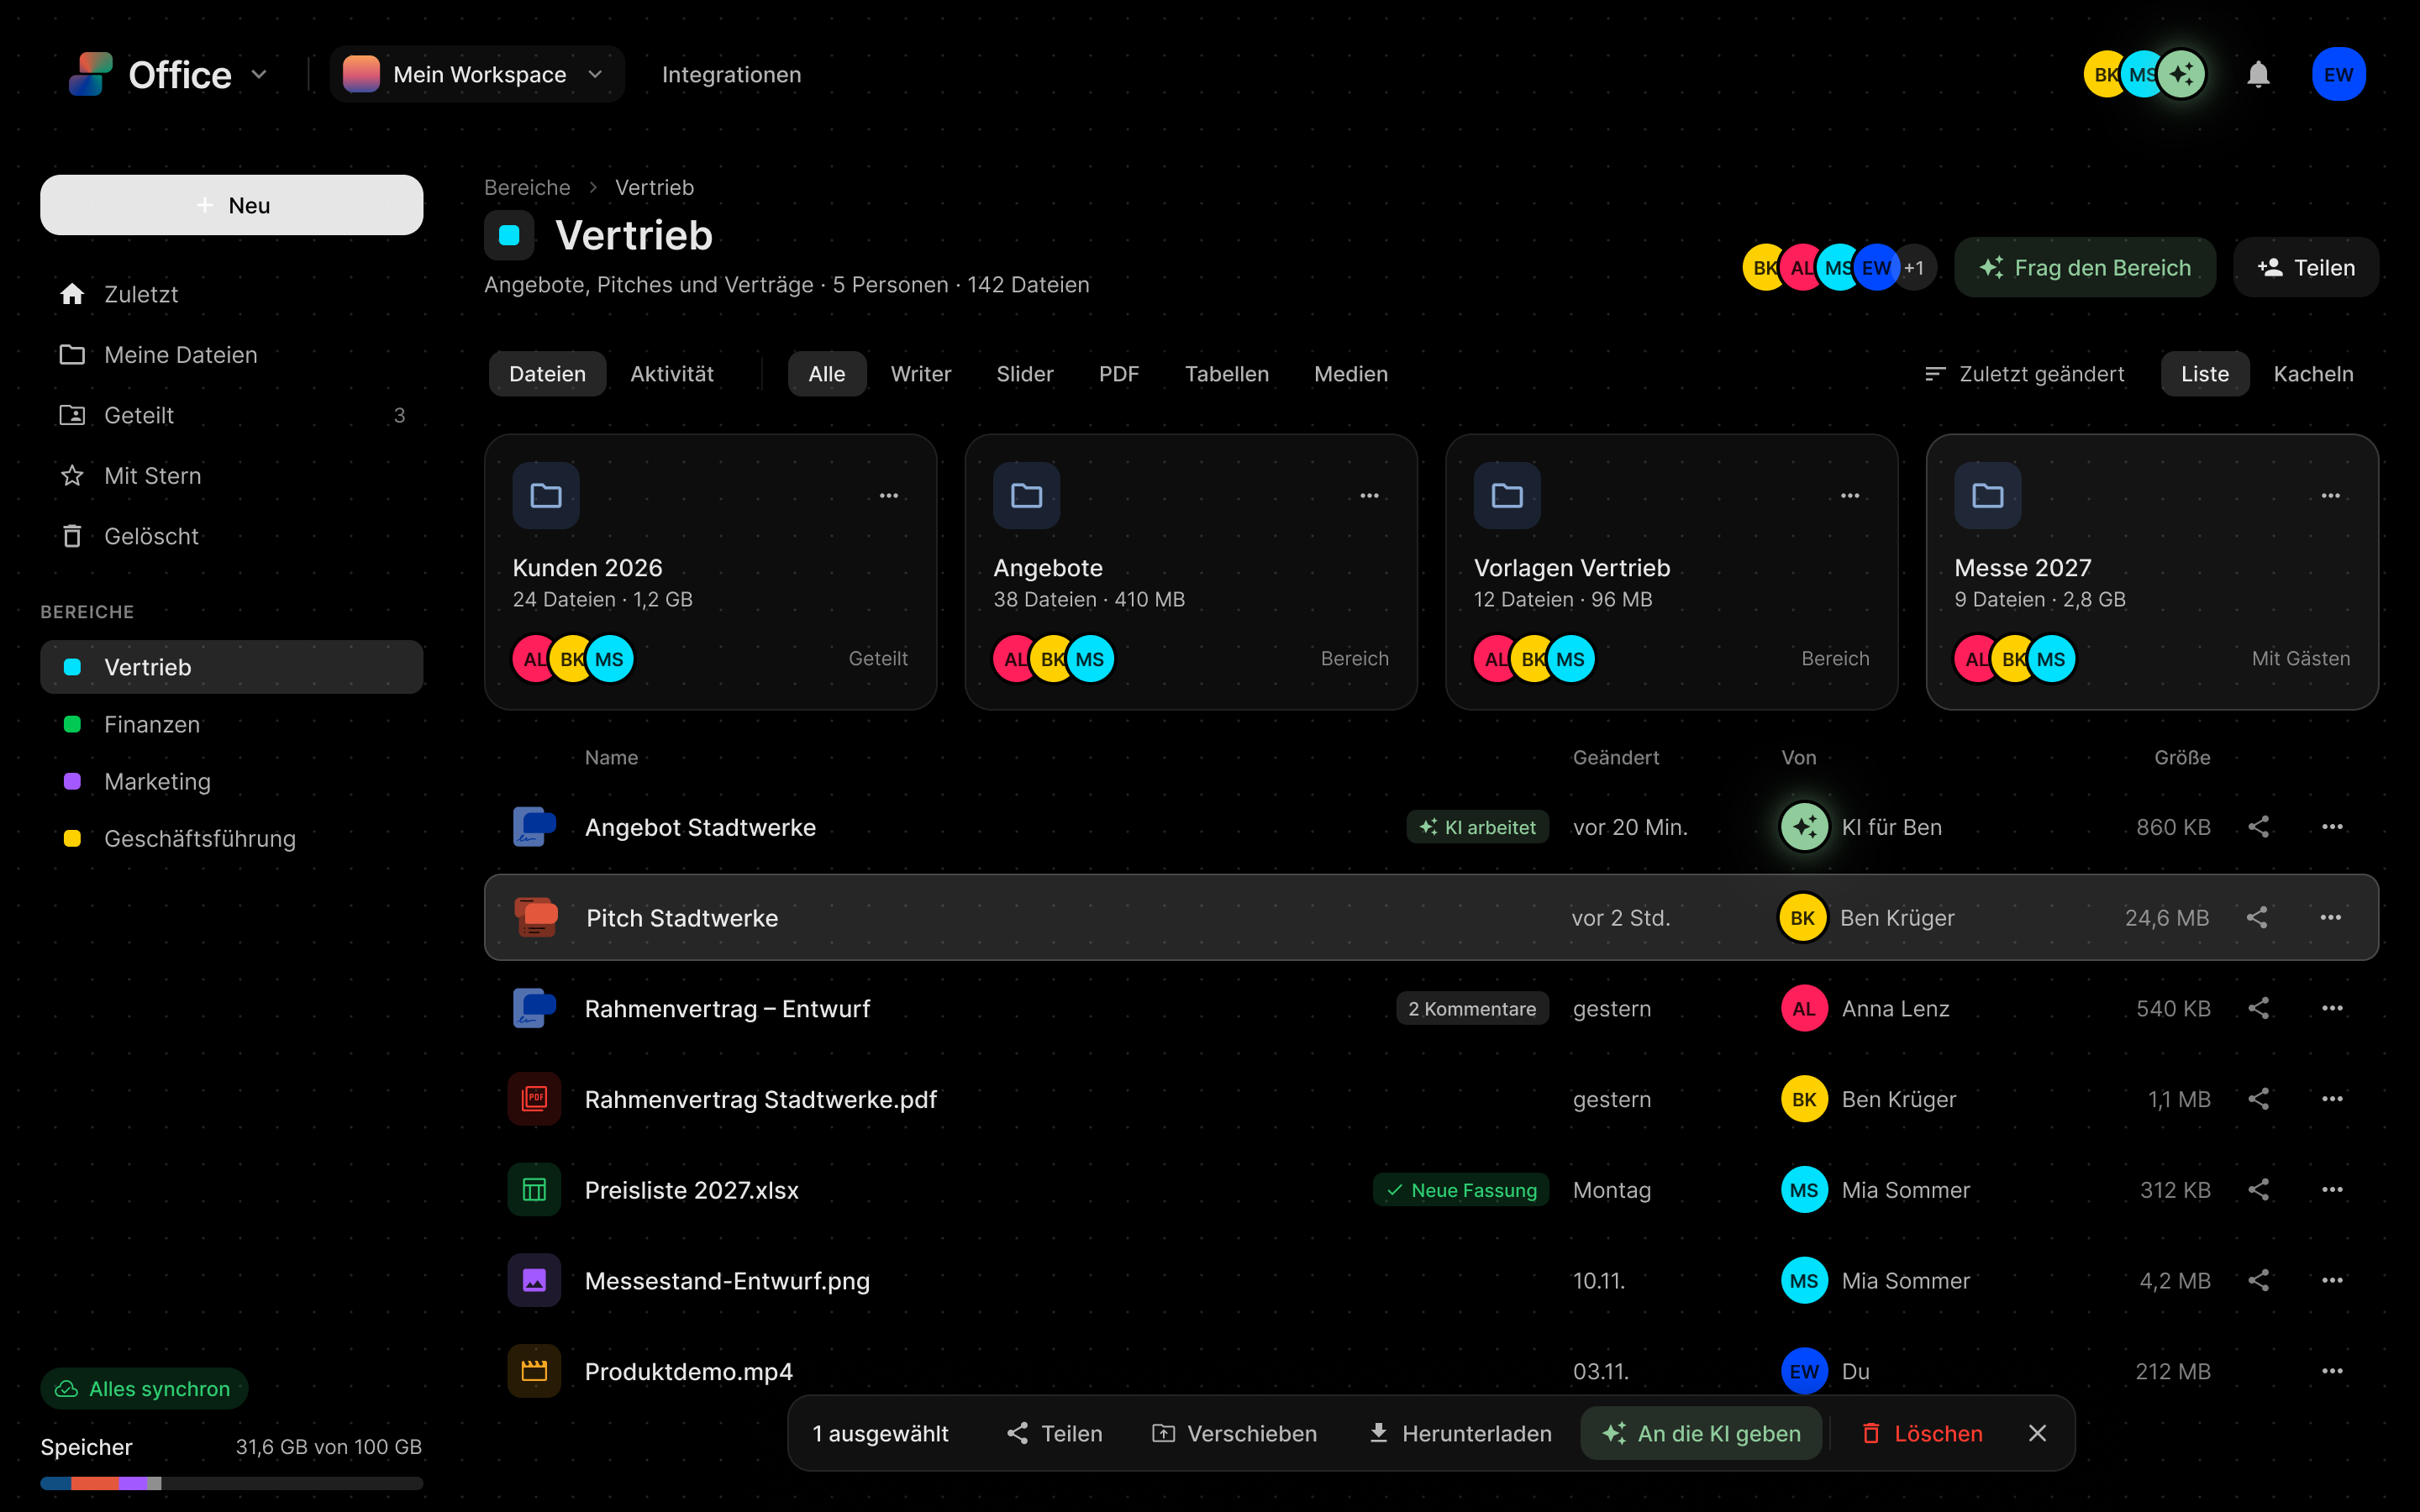 Office
Mein Workspace
Integrationen
BK MS
EW
Neu
Zuletzt
Meine Dateien
Geteilt 3
Mit Stern
Gelöscht
BEREICHE
Vertrieb
Finanzen
Marketing
Geschäftsführung
Alles synchron
Speicher 31,6 GB von 100 GB
Bereiche Vertrieb
Vertrieb
Angebote, Pitches und Verträge · 5 Personen · 142 Dateien
BK AL MS EW +1
Frag den Bereich
Teilen
Dateien Aktivität Alle Writer Slider PDF Tabellen Medien
Zuletzt geändert Liste Kacheln
Kunden 2026
24 Dateien · 1,2 GB
AL BK MS Geteilt
Angebote
38 Dateien · 410 MB
AL BK MS Bereich
Vorlagen Vertrieb
12 Dateien · 96 MB
AL BK MS Bereich
Messe 2027
9 Dateien · 2,8 GB
AL BK MS Mit Gästen
Name Geändert Von Größe
Angebot Stadtwerke KI arbeitet vor 20 Min. KI für Ben 860 KB
Pitch Stadtwerke vor 2 Std. BK Ben Krüger 24,6 MB
Rahmenvertrag – Entwurf 2 Kommentare gestern AL Anna Lenz 540 KB
PDF Rahmenvertrag Stadtwerke.pdf gestern BK Ben Krüger 1,1 MB
Preisliste 2027.xlsx Neue Fassung Montag MS Mia Sommer 312 KB
Messestand-Entwurf.png 10.11. MS Mia Sommer 4,2 MB
Produktdemo.mp4 03.11. EW Du 212 MB
1 ausgewählt Teilen Verschieben Herunterladen An die KI geben Löschen